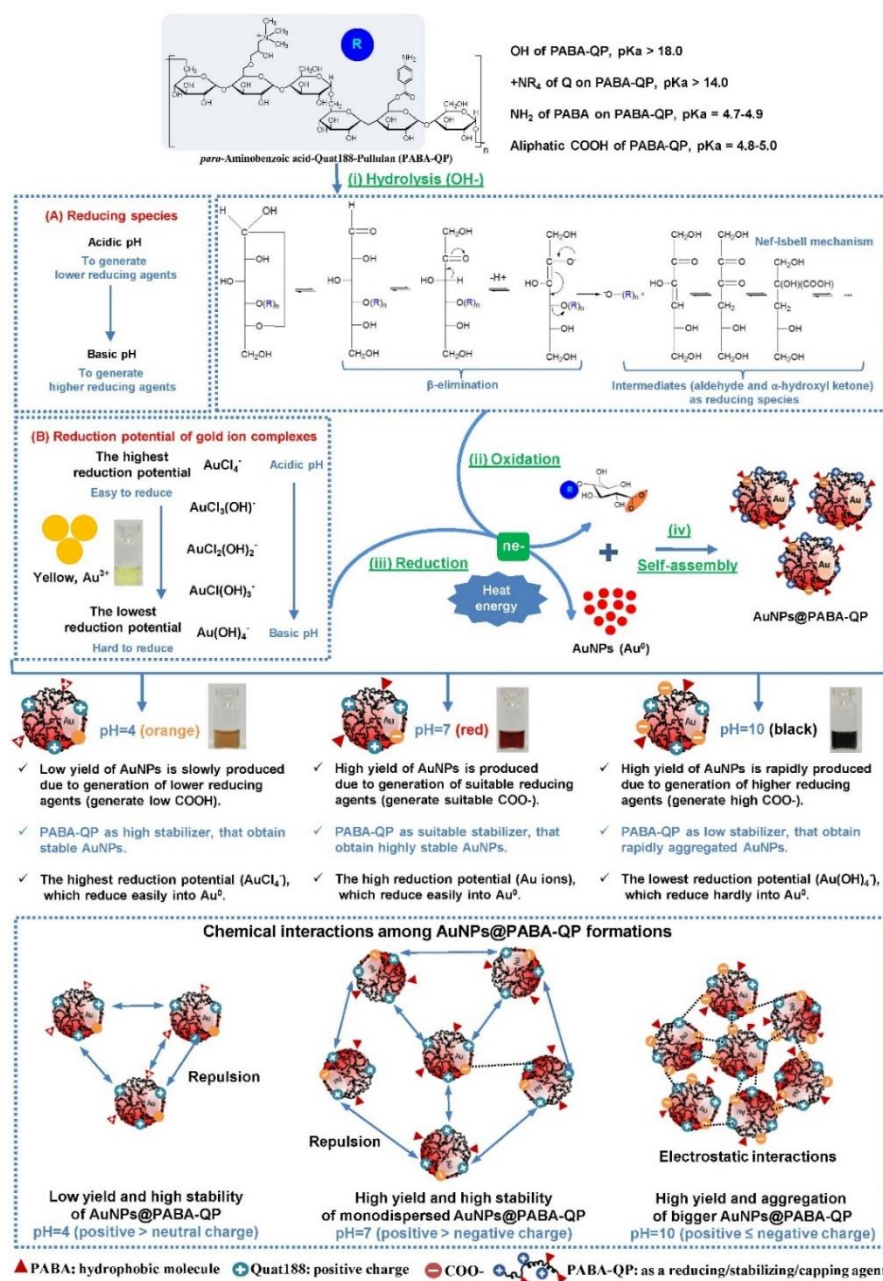 R
OH of PABA-QP, pKa > 18.0
+NR4 of Q on PABA-QP, pKa > 14.0
NH2 of PABA on PABA-QP, pKa = 4.7-4.9
Aliphatic COOH of PABA-QP, pKa = 4.8-5.0
n
para-Aminobenzoic acid-Quat188-Pullulan (PABA-QP)
(i) Hydrolysis (OH-)
(A) Reducing species
Acidic pH
To generate
lower reducing agents
Basic pH
To generate
higher reducing agents
Nef-Isbell mechanism
-H+
β-elimination
Intermediates (aldehyde and α-hydroxyl ketone)
as reducing species
(B) Reduction potential of gold ion complexes
The highest
reduction potential
Easy to reduce
Yellow, Au3+
The lowest
reduction potential
Hard to reduce
AuCl4-
AuCl3(OH)-
AuCl2(OH)2-
AuCl(OH)3-
Au(OH)4-
Acidic pH
Basic pH
(ii) Oxidation
(iii) Reduction
ne-
Heat
energy
R
+
AuNPs (Au0)
(iv)
Self-assembly
Au
Au
Au
AuNPs@PABA-QP
Au
pH=4 (orange)
Au
pH=7 (red)
Au
pH=10 (black)
✓ Low yield of AuNPs is slowly produced
due to generation of lower reducing
agents (generate low COOH).
✓ PABA-QP as high stabilizer, that obtain
stable AuNPs.
✓ The highest reduction potential (AuCl4-),
which reduce easily into Au0.
✓ High yield of AuNPs is produced
due to generation of suitable reducing
agents (generate suitable COO-).
✓ PABA-QP as suitable stabilizer, that
obtain highly stable AuNPs.
✓ The high reduction potential (Au ions),
which reduce easily into Au0.
✓ High yield of AuNPs is rapidly produced
due to generation of higher reducing
agents (generate high COO-).
✓ PABA-QP as low stabilizer, that obtain
rapidly aggregated AuNPs.
✓ The lowest reduction potential (Au(OH)4-),
which reduce hardly into Au0.
Chemical interactions among AuNPs@PABA-QP formations
Repulsion
Low yield and high stability
of AuNPs@PABA-QP
pH=4 (positive > neutral charge)
Repulsion
High yield and high stability
of monodispersed AuNPs@PABA-QP
pH=7 (positive > negative charge)
Electrostatic interactions
High yield and aggregation
of bigger AuNPs@PABA-QP
pH=10 (positive ≤ negative charge)
PABA: hydrophobic molecule
Quat188: positive charge
COO-
PABA-QP: as a reducing/stabilizing/capping agent